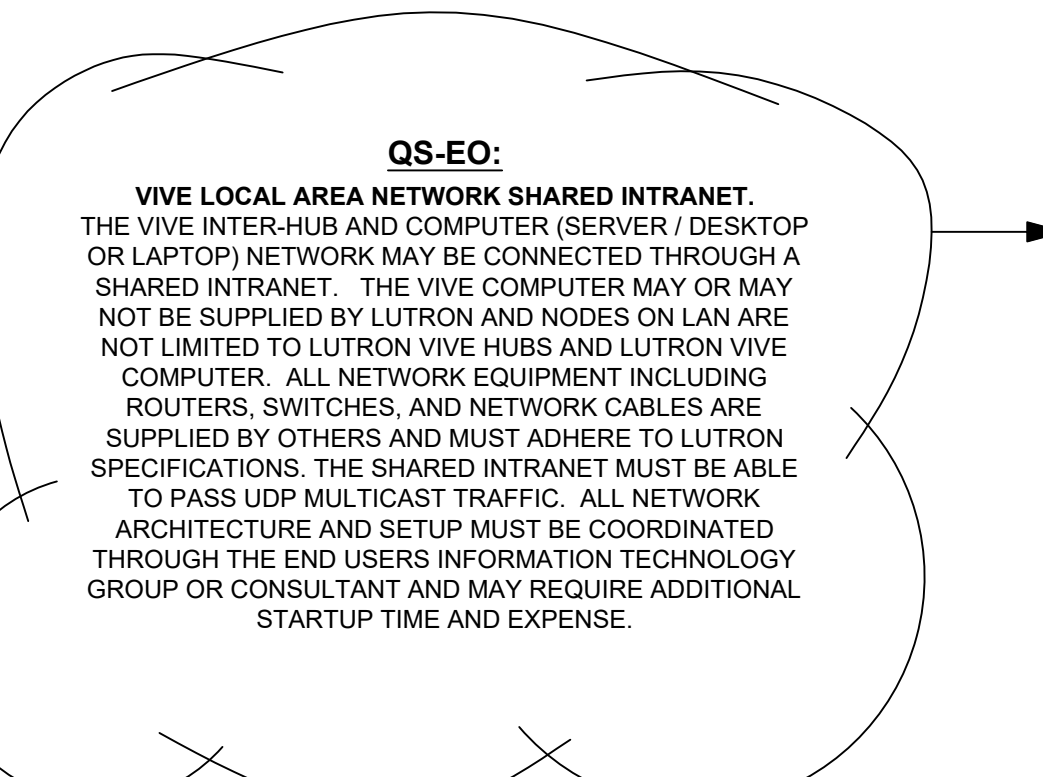 QS-EO:
VIVE LOCAL AREA NETWORK SHARED INTRANET.
THE VIVE INTER-HUB AND COMPUTER (SERVER / DESKTOP
OR LAPTOP) NETWORK MAY BE CONNECTED THROUGH A
SHARED INTRANET.   THE VIVE COMPUTER MAY OR MAY
NOT BE SUPPLIED BY LUTRON AND NODES ON LAN ARE
NOT LIMITED TO LUTRON VIVE HUBS AND LUTRON VIVE
COMPUTER.  ALL NETWORK EQUIPMENT INCLUDING
ROUTERS, SWITCHES, AND NETWORK CABLES ARE
SUPPLIED BY OTHERS AND MUST ADHERE TO LUTRON
SPECIFICATIONS. THE SHARED INTRANET MUST BE ABLE
TO PASS UDP MULTICAST TRAFFIC.  ALL NETWORK
ARCHITECTURE AND SETUP MUST BE COORDINATED
THROUGH THE END USERS INFORMATION TECHNOLOGY
GROUP OR CONSULTANT AND MAY REQUIRE ADDITIONAL
STARTUP TIME AND EXPENSE.